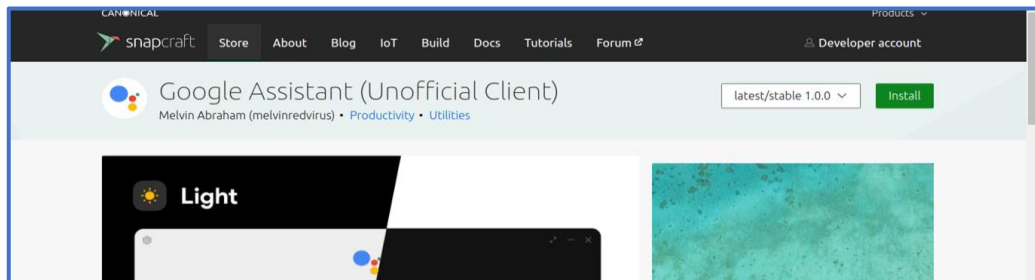 CANONICAL
Products
snapcraft Store About Blog IoT Build Docs Tutorials Forum Developer account
Google Assistant (Unofficial Client)
latest/stable 1.0.0 Install
Melvin Abraham (melvinredvirus) • Productivity • Utilities
Light